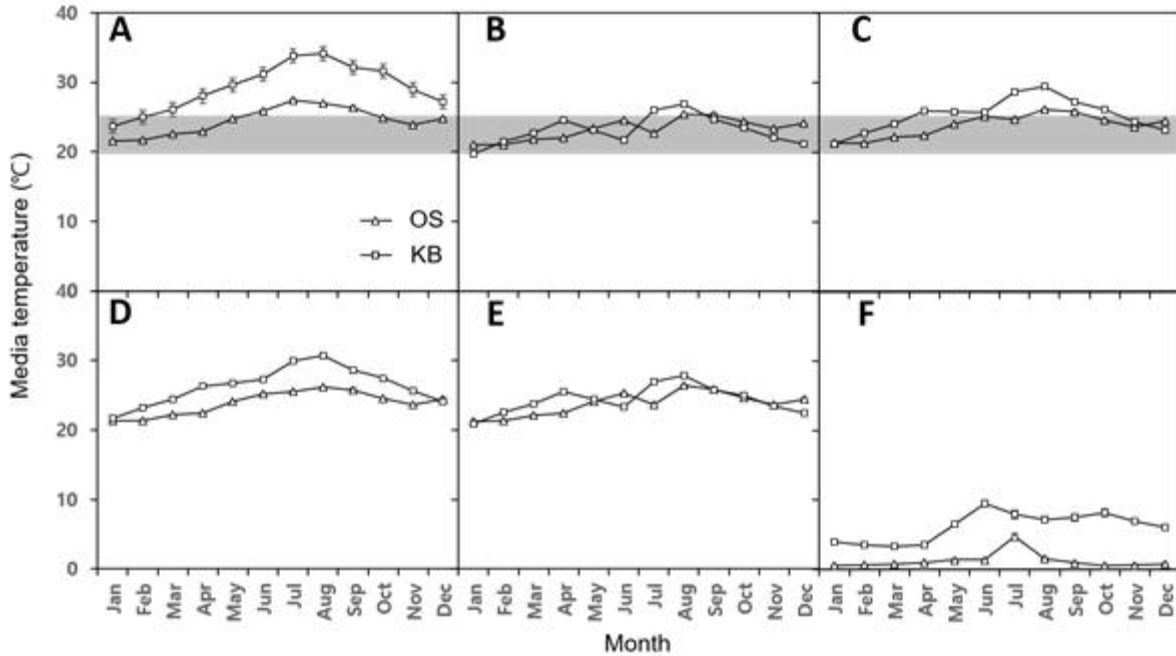 40
A
B
C
30
20
OS
10
KB
40
D
E
F
30
20
10
0
Jan Feb Mar Apr May Jun Jul Aug Sep Oct Nov Dec
Jan Feb Mar Apr May Jun Jul Aug Sep Oct Nov Dec
Jan Feb Mar Apr May Jun Jul Aug Sep Oct Nov Dec
Media temperature (℃)
Month